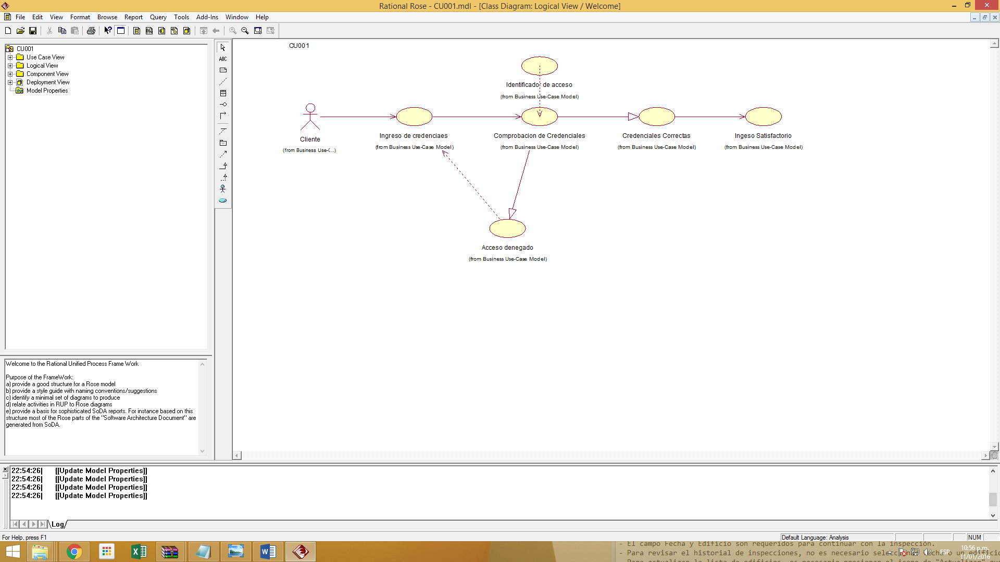 Rational Rose - CU001.mdl - [Class Diagram: Logical View / Welcome]
File Edit View Format Browse Report Query Tools Add-Ins Window Help
CU001
Use Case View
Logical View
Component View
Deployment View
Model Properties
ABC
CU001
Identificador de acceso
(from Business Use-Case Model)
Cliente
(from Business Use-(...)
Ingreso de credenciaes
(from Business Use-Case Model)
Comprobacion de Credenciales
(from Business Use-Case Model)
Credenciales Correctas
(from Business Use-Case Model)
Ingeso Satisfactorio
(from Business Use-Case Model)
Acceso denegado
(from Business Use-Case Model)
Welcome to the Rational Unified Process Frame Work
Purpose of the FrameWork:
a) provide a good structure for a Rose model
b) provide a style guide with naming conventions/suggestions
c) identify a minimal set of diagrams to produce
d) relate activities in RUP to Rose diagrams
e) provide a basis for sophisticated SoDA reports. For instance based on this
structure most of the Rose parts of the "Software Architecture Document" are
generated from SoDA.
22:54:26| [[Update Model Properties]]
22:54:26| [[Update Model Properties]]
22:54:26| [[Update Model Properties]]
22:54:26| [[Update Model Properties]]
Log
For Help, press F1
Default Language: Analysis
NUM
- El campo Fecha y Edificio son requeridos para continuar con la inspección.
- Para revisar el historial de inspecciones, no es necesario
ESP
10:56 p.m.
11/01/2016